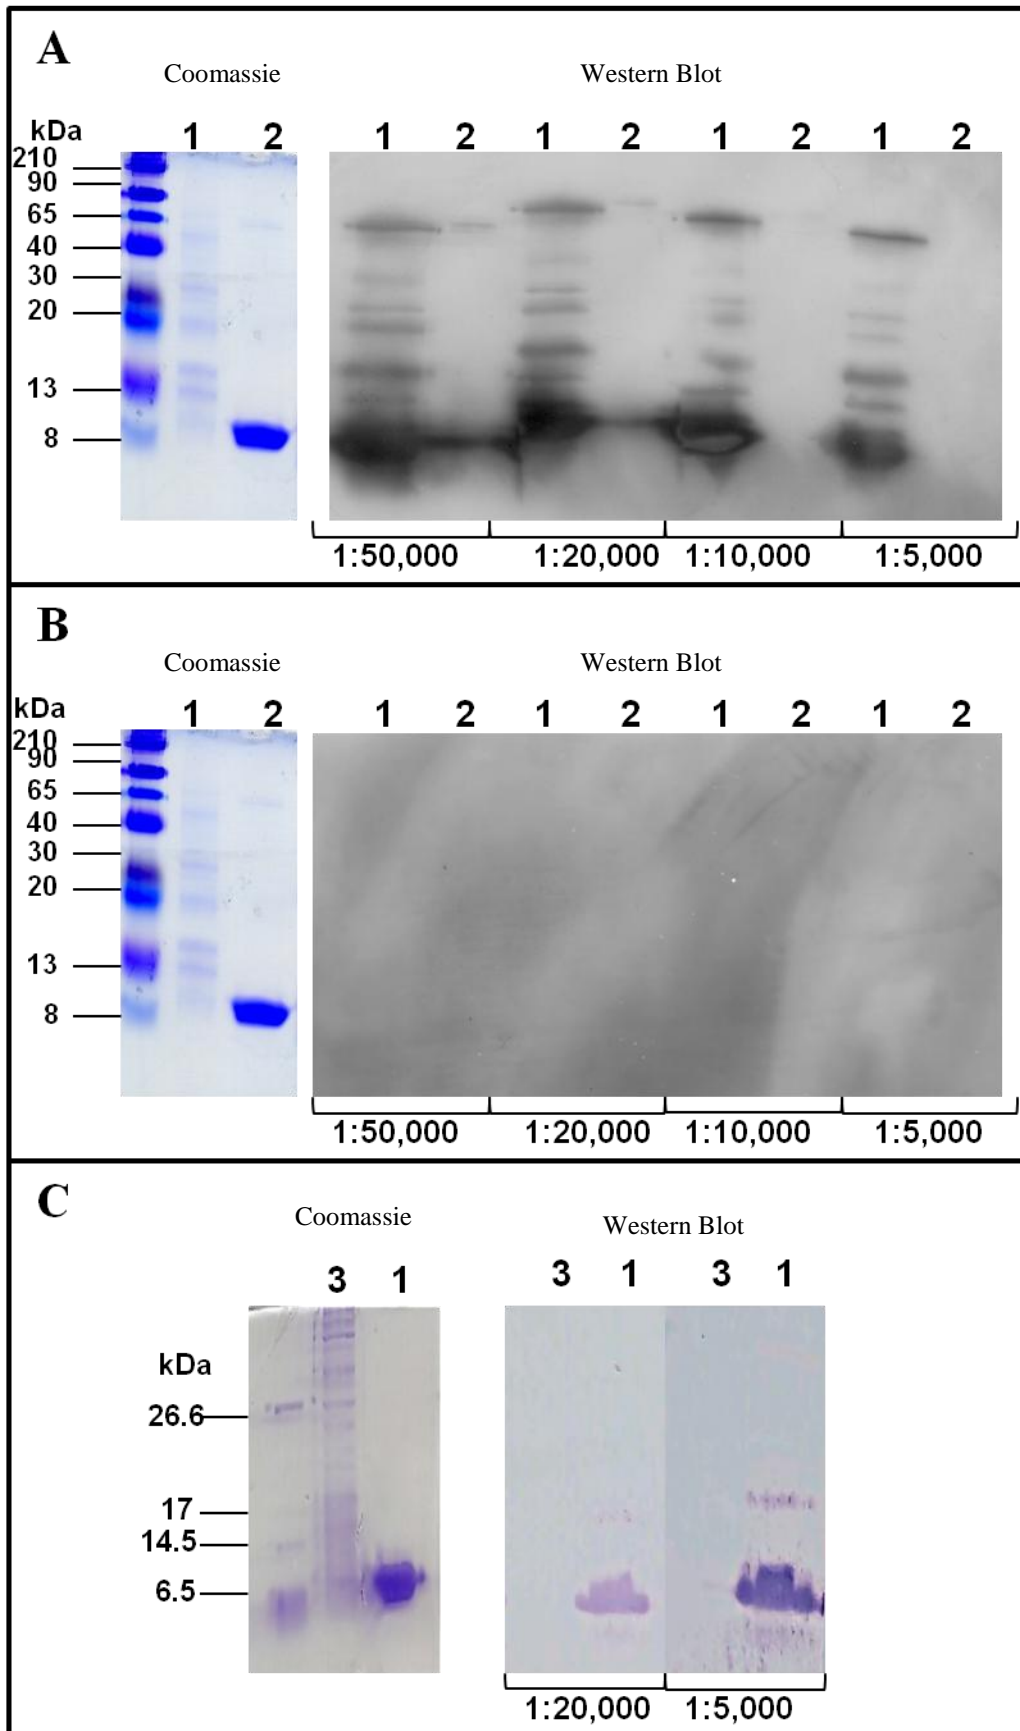 A
Coomassie Western Blot
kDa 1 2 1 2 1 2 1 2 1 2
210
90
65
40
30
20
13
8
1:50,000 1:20,000 1:10,000 1:5,000
B
Coomassie Western Blot
kDa 1 2 1 2 1 2 1 2 1 2
210
90
65
40
30
20
13
8
1:50,000 1:20,000 1:10,000 1:5,000
C
Coomassie Western Blot
3 1 3 1 3 1
kDa
26.6
17
14.5
6.5
1:20,000 1:5,000